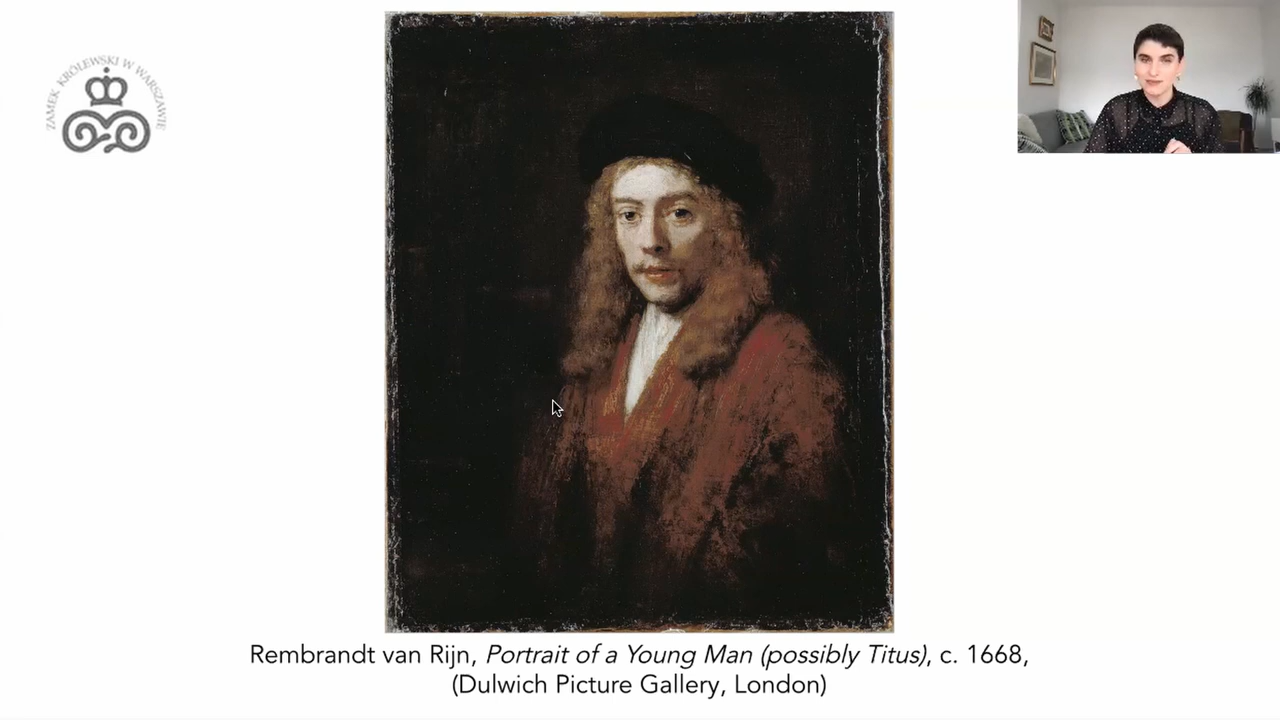 ZAMEK KRÓLEWSKI W WARSZAWIE
Rembrandt van Rijn, Portrait of a Young Man (possibly Titus), c. 1668,
(Dulwich Picture Gallery, London)